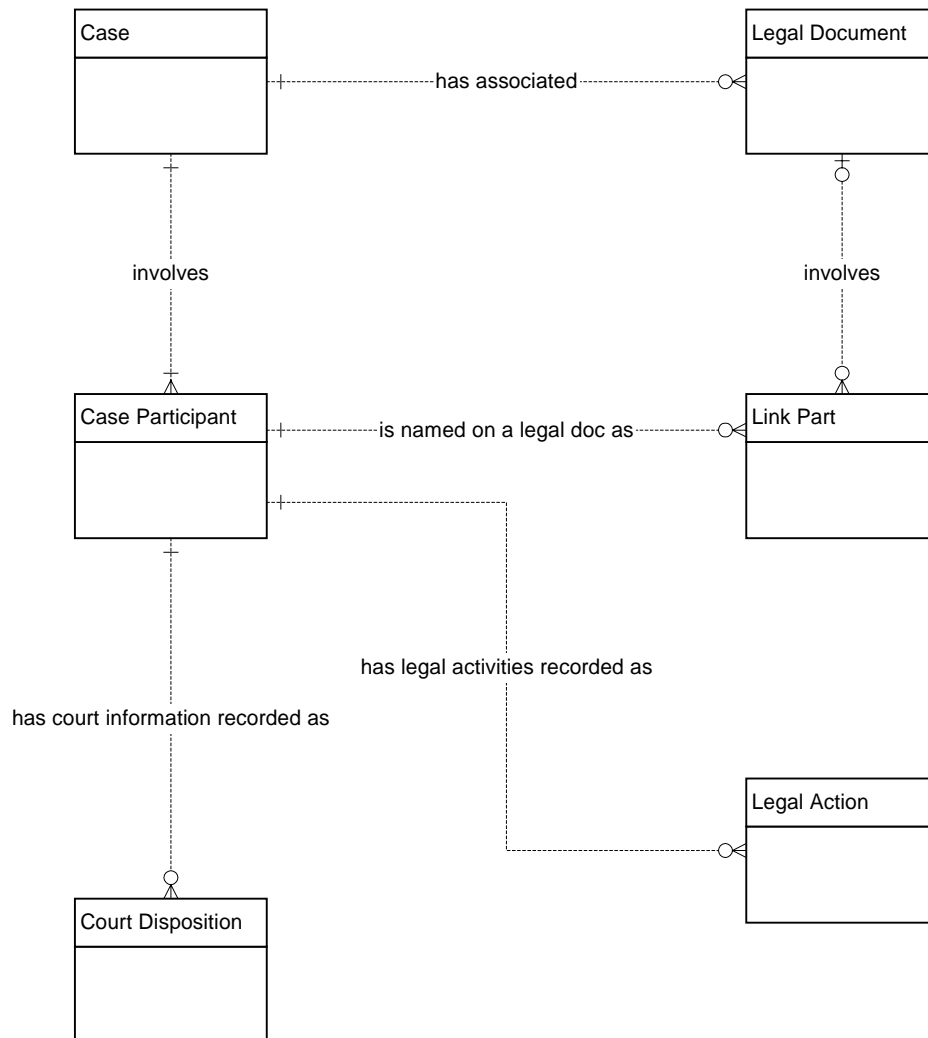 Case
Legal Document
has associated
involves
involves
Case Participant
is named on a legal doc as
Link Part
has legal activities recorded as
has court information recorded as
Legal Action
Court Disposition